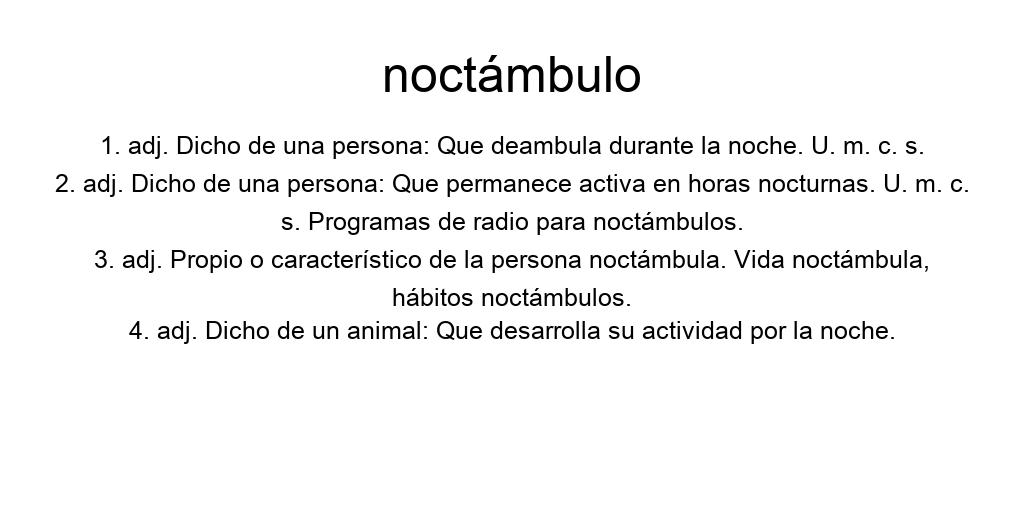 noctámbulo
1. adj. Dicho de una persona: Que deambula durante la noche. U. m. c. s.
2. adj. Dicho de una persona: Que permanece activa en horas nocturnas. U. m. c.
s. Programas de radio para noctámbulos.
3. adj. Propio o característico de la persona noctámbula. Vida noctámbula,
hábitos noctámbulos.
4. adj. Dicho de un animal: Que desarrolla su actividad por la noche.